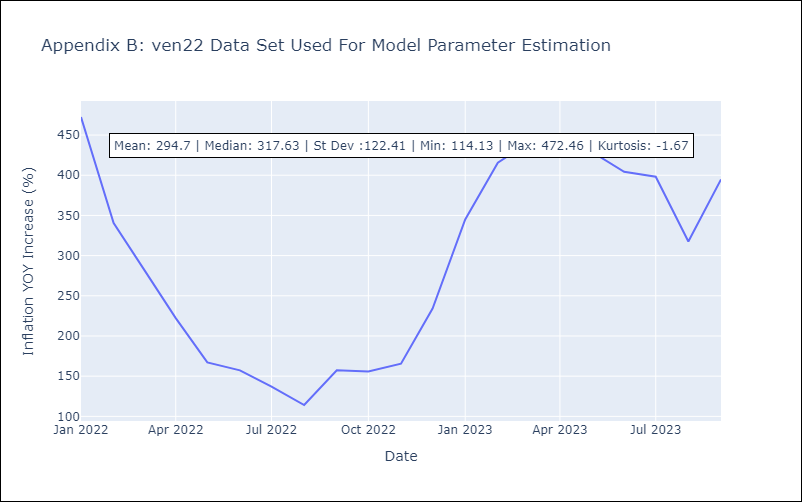 Appendix B: ven22 Data Set Used For Model Parameter Estimation
Mean: 294.7 | Median: 317.63 | St Dev :122.41 | Min: 114.13 | Max: 472.46 | Kurtosis: -1.67
Inflation YOY Increase (%)
450
400
350
300
250
200
150
100
Jan 2022
Apr 2022
Jul 2022
Oct 2022
Jan 2023
Apr 2023
Jul 2023
Date